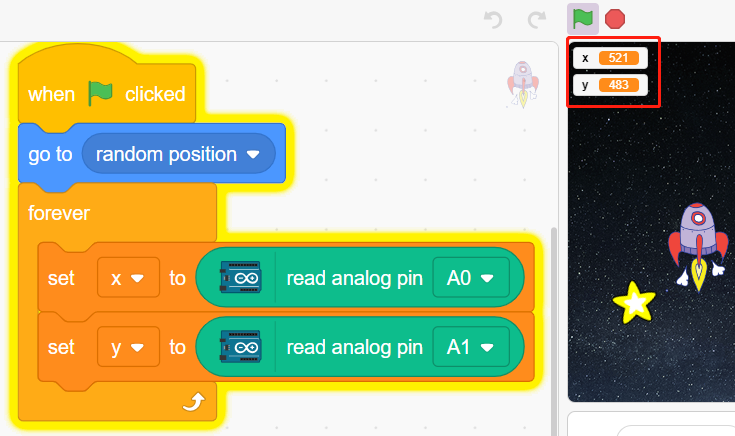 when clicked
go to random position
forever
set x to read analog pin A0
set y to read analog pin A1
x 521
y 483